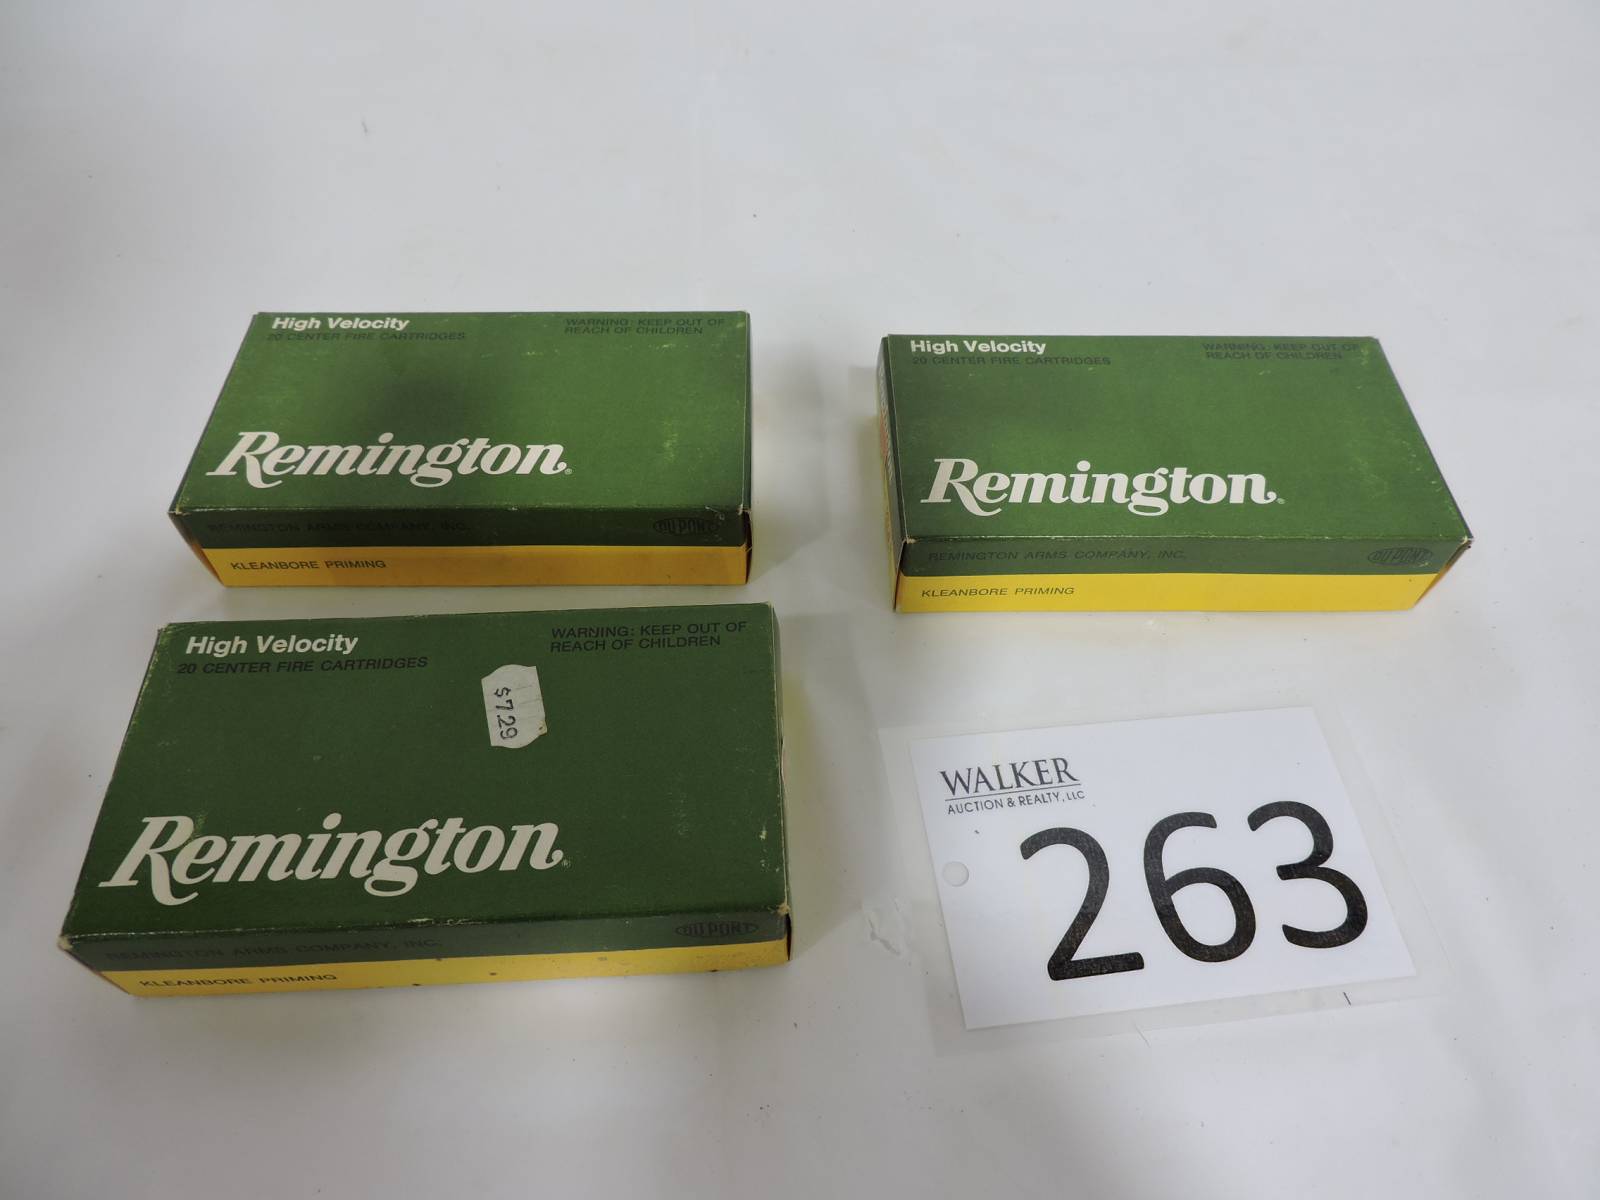 High Velocity
20 CENTER FIRE CARTRIDGES
WARNING: KEEP OUT OF
REACH OF CHILDREN
Remington®
REMINGTON ARMS COMPANY, INC.
DU PONT
KLEANBORE PRIMING
High Velocity
20 CENTER FIRE CARTRIDGES
WARNING: KEEP OUT OF
REACH OF CHILDREN
Remington®
REMINGTON ARMS COMPANY, INC.
DU PONT
KLEANBORE PRIMING
High Velocity
20 CENTER FIRE CARTRIDGES
WARNING: KEEP OUT OF
REACH OF CHILDREN
$7.29
Remington®
REMINGTON ARMS COMPANY, INC.
DU PONT
KLEANBORE PRIMING
WALKER
AUCTION & REALTY, LLC
263